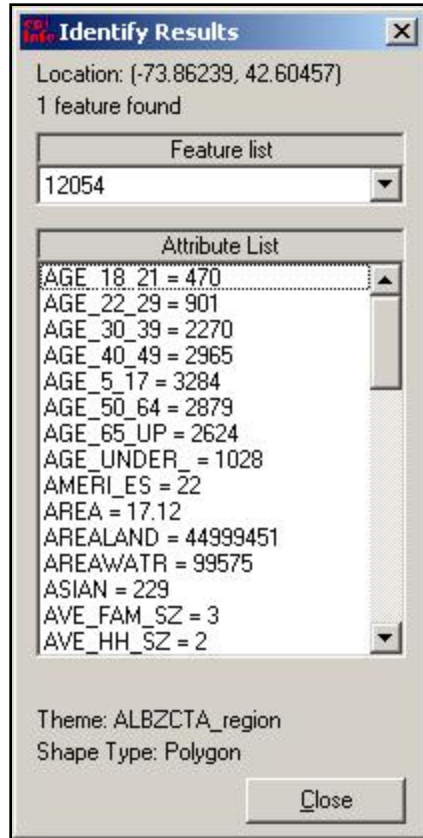 Epi
Info
Identify Results
Location: (-73.86239, 42.60457)
1 feature found
Feature list
12054
Attribute List
AGE_18_21 = 470
AGE_22_29 = 901
AGE_30_39 = 2270
AGE_40_49 = 2965
AGE_5_17 = 3284
AGE_50_64 = 2879
AGE_65_UP = 2624
AGE_UNDER_ = 1028
AMERI_ES = 22
AREA = 17.12
AREALAND = 44999451
AREAWATR = 99575
ASIAN = 229
AVE_FAM_SZ = 3
AVE_HH_SZ = 2
Theme: ALBZCTA_region
Shape Type: Polygon
Close